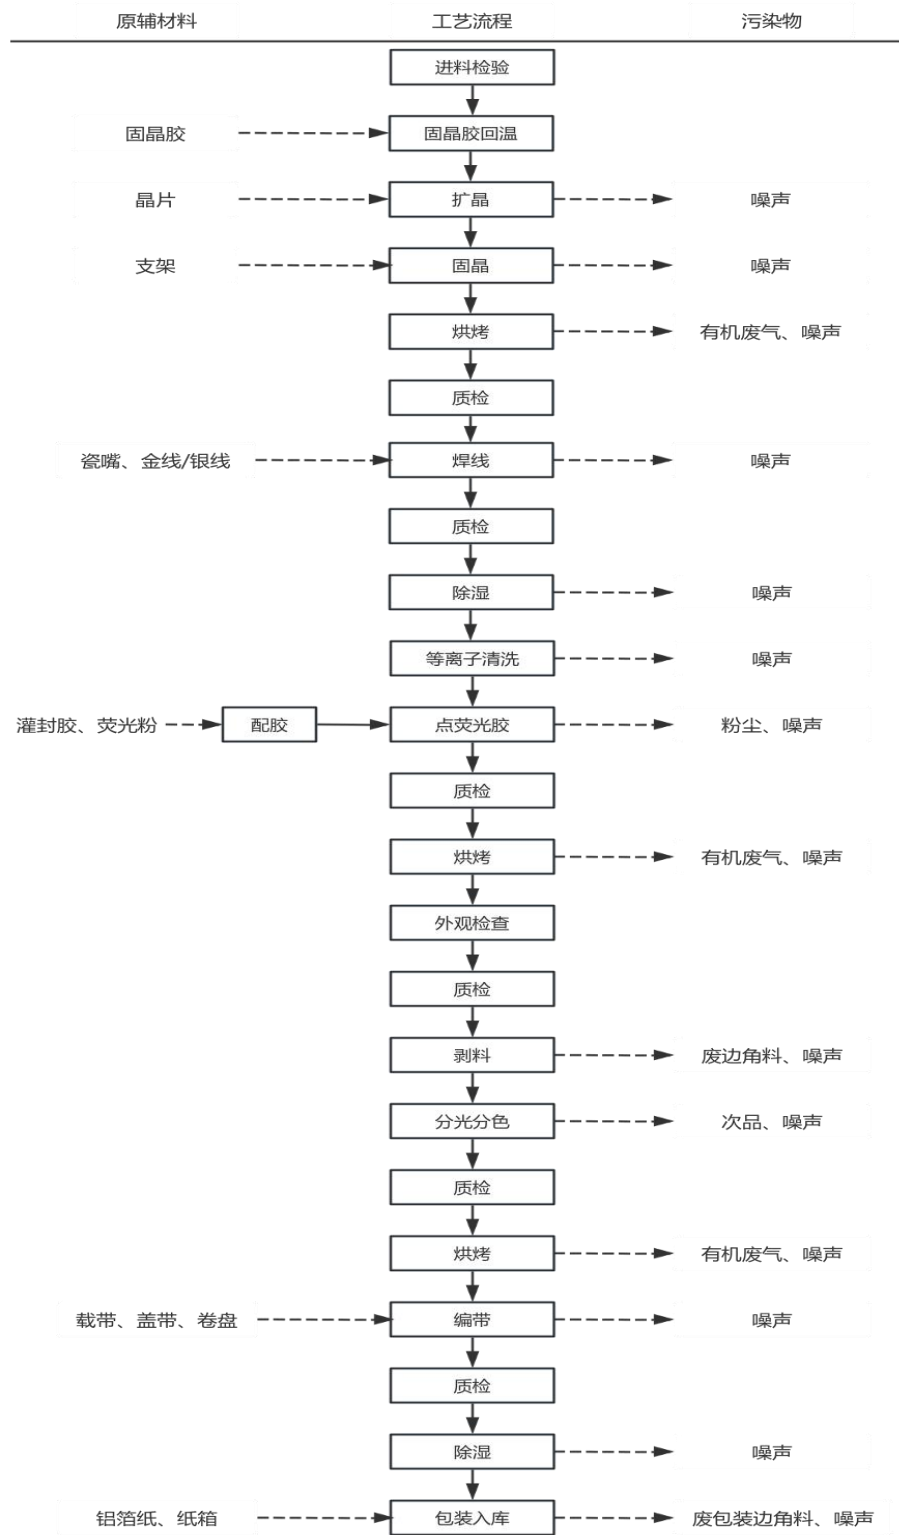 原辅材料 工艺流程 污染物
进料检验
固晶胶 固晶胶回温
晶片 扩晶 噪声
支架 固晶 噪声
烘烤 有机废气、噪声
质检
瓷嘴、金线/银线 焊线 噪声
质检
除湿 噪声
等离子清洗 噪声
灌封胶、荧光粉 配胶 点荧光胶 粉尘、噪声
质检
烘烤 有机废气、噪声
外观检查
质检
剥料 废边角料、噪声
分光分色 次品、噪声
质检
烘烤 有机废气、噪声
载带、盖带、卷盘 编带 噪声
质检
除湿 噪声
铝箔纸、纸箱 包装入库 废包装边角料、噪声